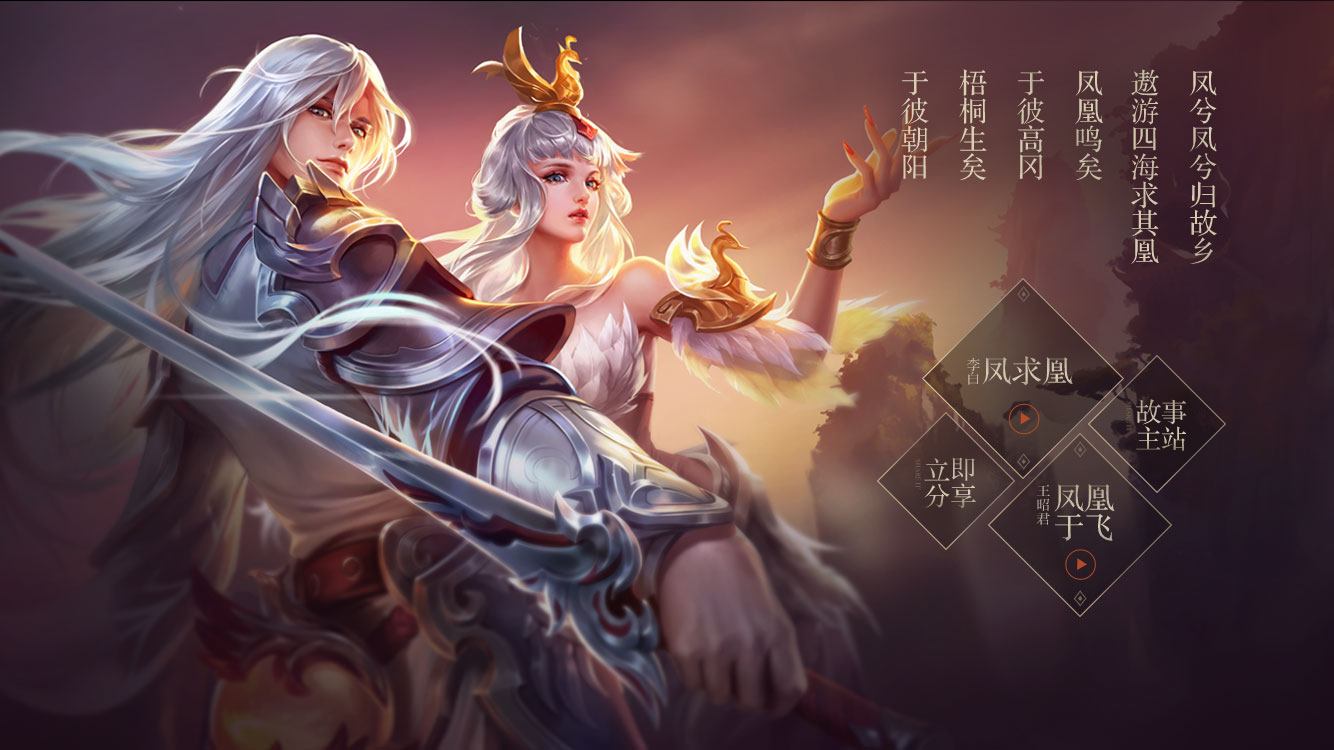 凤兮凤兮归故乡
遨游四海求其凰
凤凰鸣矣
于彼高冈
梧桐生矣
于彼朝阳
李白
凤求凰
故事
主站
立即
分享
王昭君
凤凰
于飞